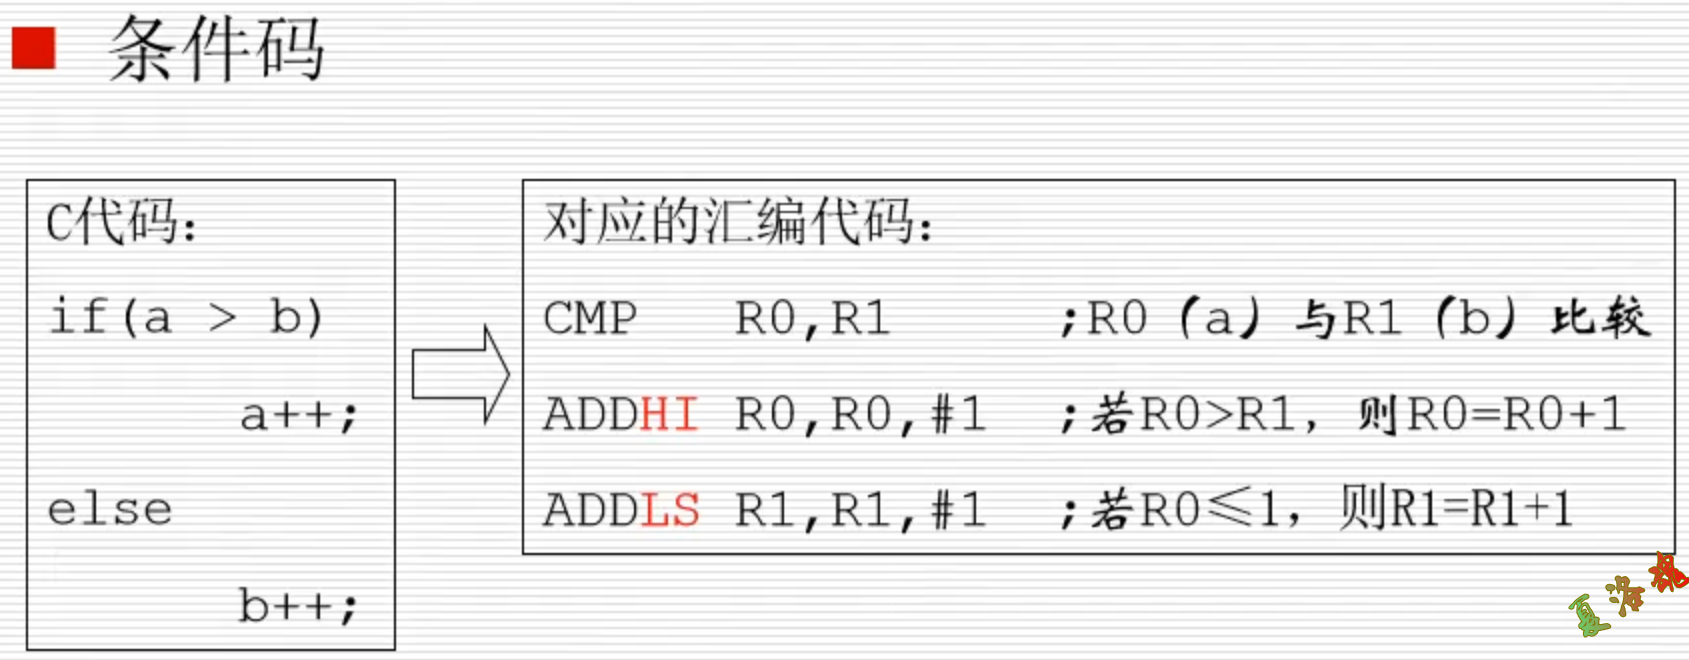 条件码
C代码:
if(a > b)
a++;
else
b++;
对应的汇编代码:
CMP R0,R1 ;R0（a）与R1（b）比较
ADDHI R0,R0,#1 ;若R0>R1，则R0=R0+1
ADDLS R1,R1,#1 ;若R0≤1，则R1=R1+1